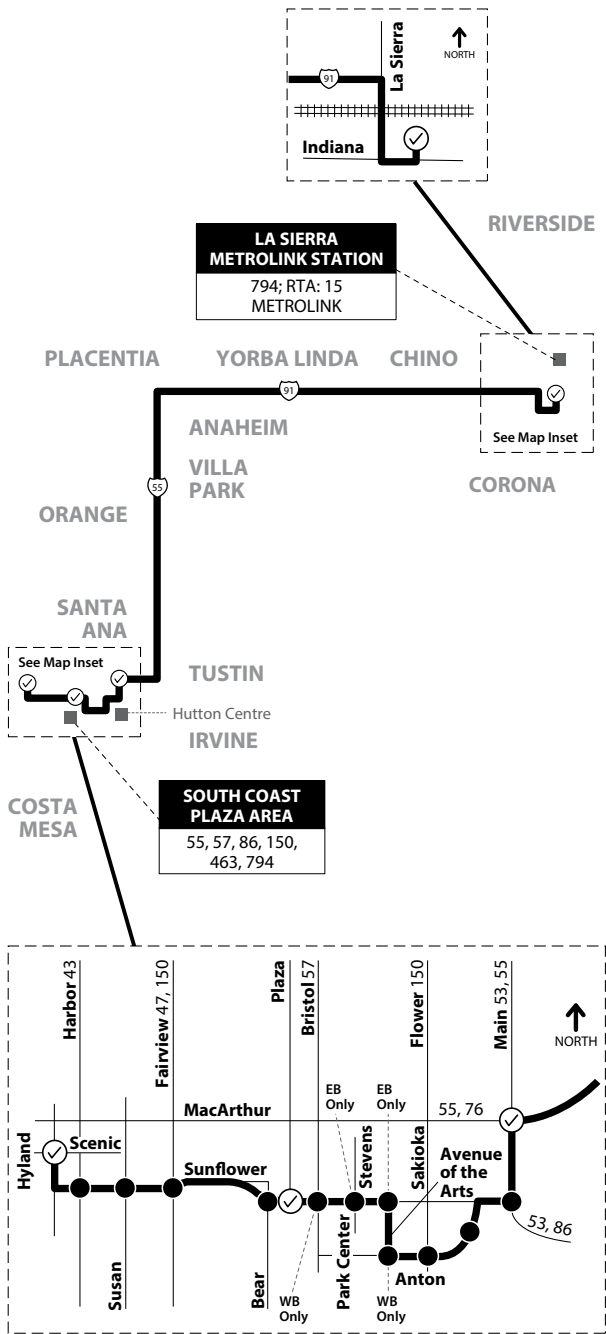 La Sierra
NORTH
91
Indiana
RIVERSIDE
LA SIERRA
METROLINK STATION
794; RTA: 15
METROLINK
PLACENTIA
YORBA LINDA
CHINO
91
See Map Inset
ANAHEIM
VILLA
PARK
55
CORONA
ORANGE
SANTA
ANA
See Map Inset
TUSTIN
Hutton Centre
IRVINE
COSTA
MESA
SOUTH COAST
PLAZA AREA
55, 57, 86, 150,
463, 794
Harbor 43
Fairview 47, 150
Plaza
Bristol 57
Flower 150
Main 53, 55
NORTH
EB
Only
EB
Only
MacArthur
55, 76
Hyland
Scenic
Sunflower
Stevens
Sakioka
Avenue
of the
Arts
53, 86
Susan
Bear
Park Center
Anton
WB
Only
WB
Only